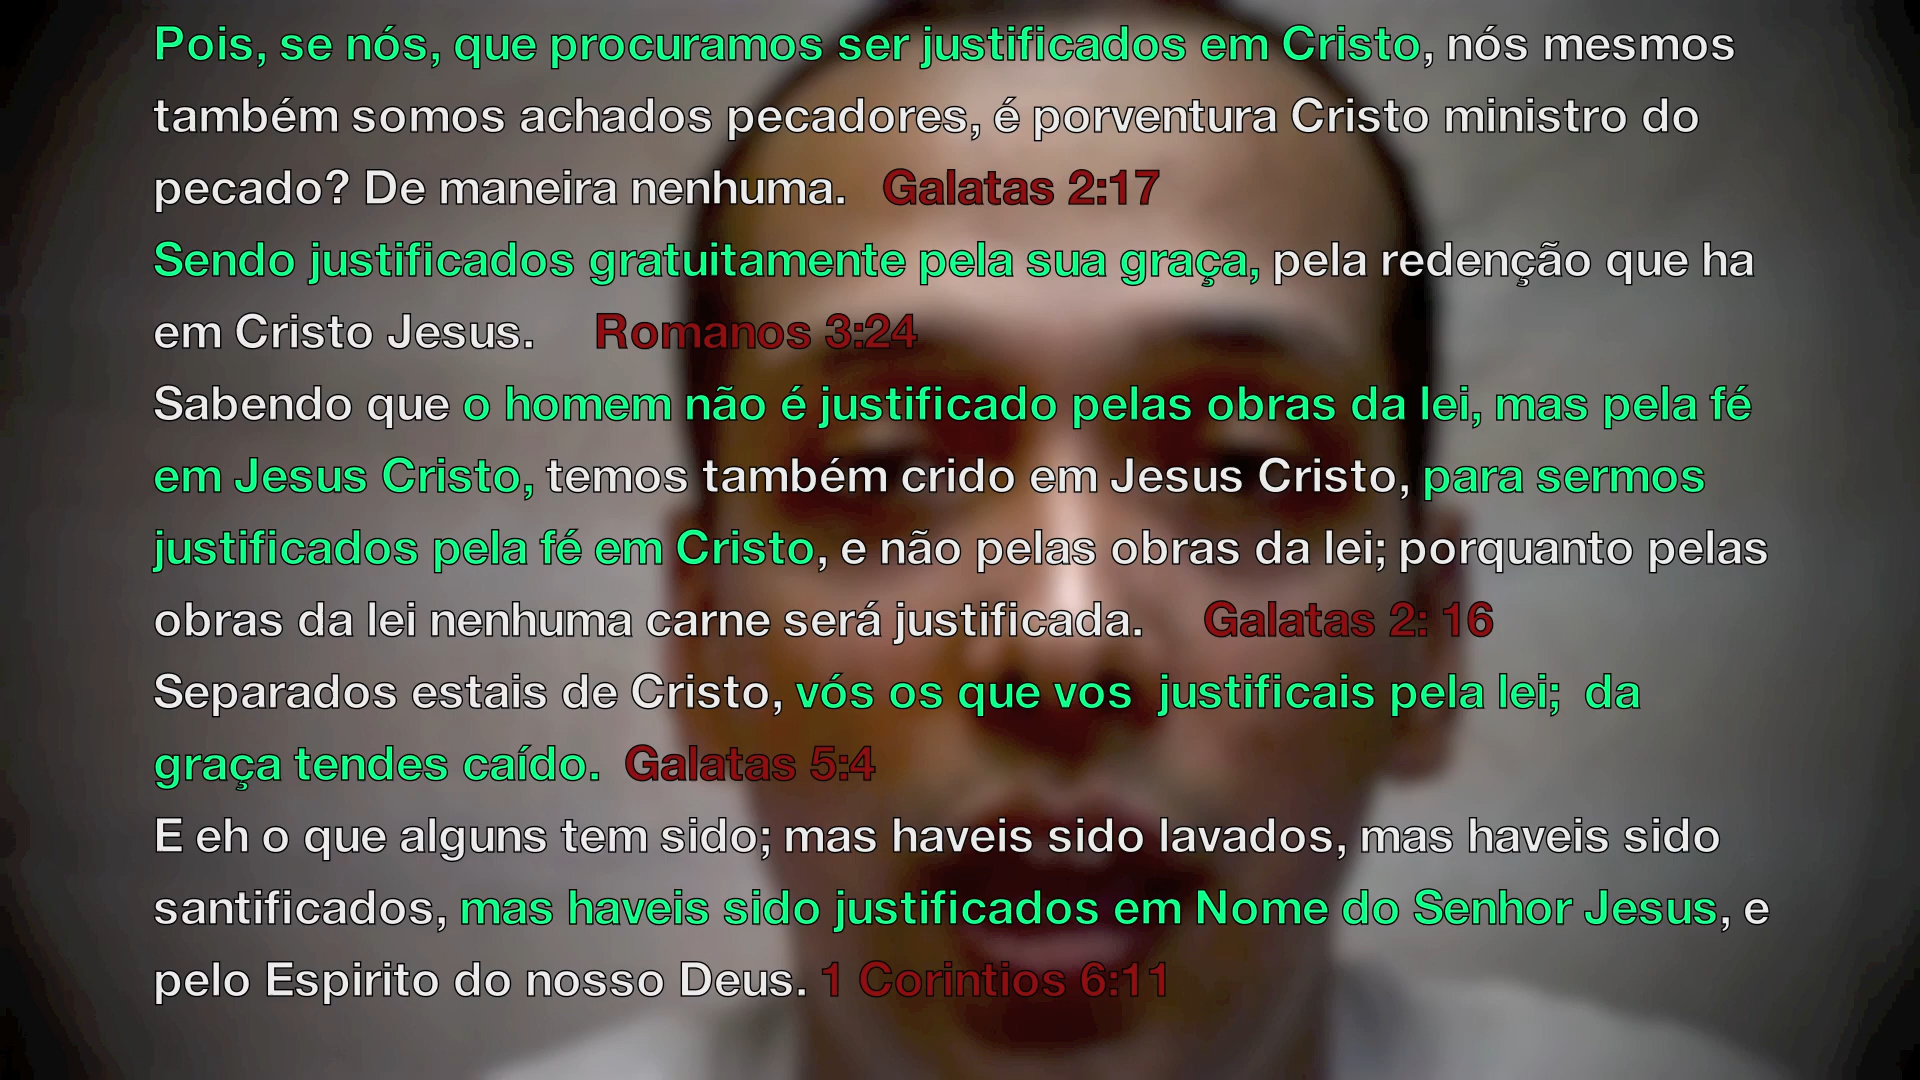 Pois, se nós, que procuramos ser justificados em Cristo, nós mesmos
também somos achados pecadores, é porventura Cristo ministro do
pecado? De maneira nenhuma. Galatas 2:17
Sendo justificados gratuitamente pela sua graça, pela redenção que ha
em Cristo Jesus. Romanos 3:24
Sabendo que o homem não é justificado pelas obras da lei, mas pela fé
em Jesus Cristo, temos também crido em Jesus Cristo, para sermos
justificados pela fé em Cristo, e não pelas obras da lei; porquanto pelas
obras da lei nenhuma carne será justificada. Galatas 2: 16
Separados estais de Cristo, vós os que vos justificais pela lei; da
graça tendes caído. Galatas 5:4
E eh o que alguns tem sido; mas haveis sido lavados, mas haveis sido
santificados, mas haveis sido justificados em Nome do Senhor Jesus, e
pelo Espirito do nosso Deus. 1 Corintios 6:11